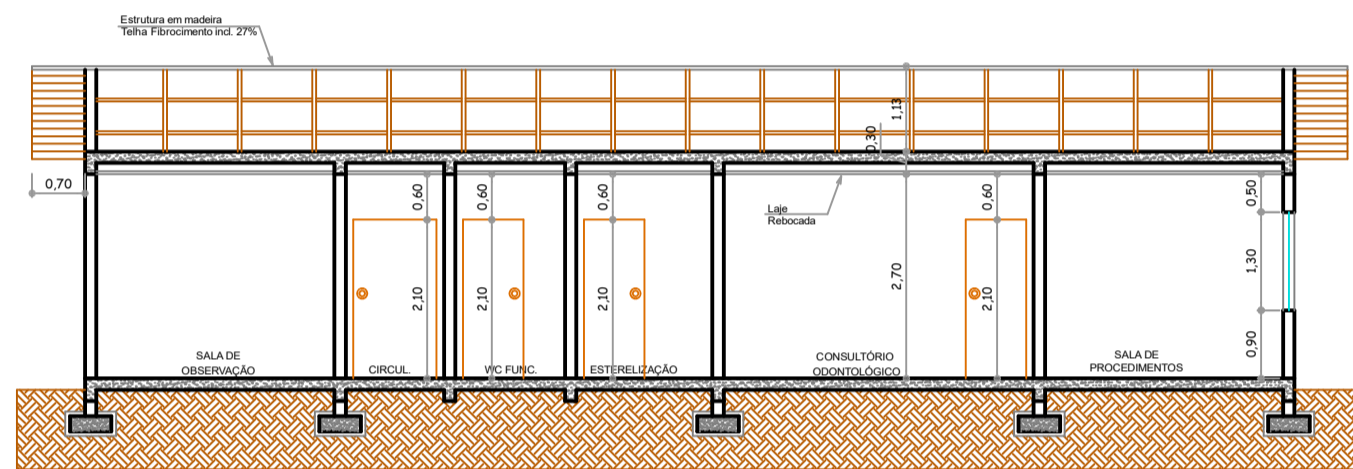 Estrutura em madeira
Telha Fibrocimento incl. 27%
1,13
0,30
0,70
0,60
0,60
0,60
0,60
0,50
Laje
Rebocada
2,10
2,10
2,10
2,70
2,10
1,30
0,90
SALA DE
OBSERVAÇÃO
CIRCUL.
WC FUNC.
ESTERELIZAÇÃO
CONSULTÓRIO
ODONTOLÓGICO
SALA DE
PROCEDIMENTOS